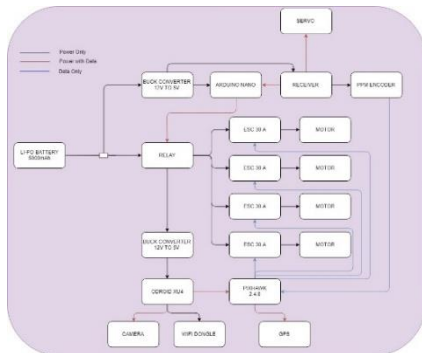 SERVO
Power Only
Power with Data
Data Only
BUCK CONVERTER
12V TO 5V
ARDUINO NANO
RECEIVER
PPM ENCODER
LI-PO BATTERY
RELAY
ESC 30 A
MOTOR
ESC 30 A
MOTOR
ESC 30 A
MOTOR
ESC 30 A
MOTOR
BUCK CONVERTER
12V TO 5V
ODROID XU4
PIXHAWK
2.4.8
CAMERA
WIFI DONGLE
GPS